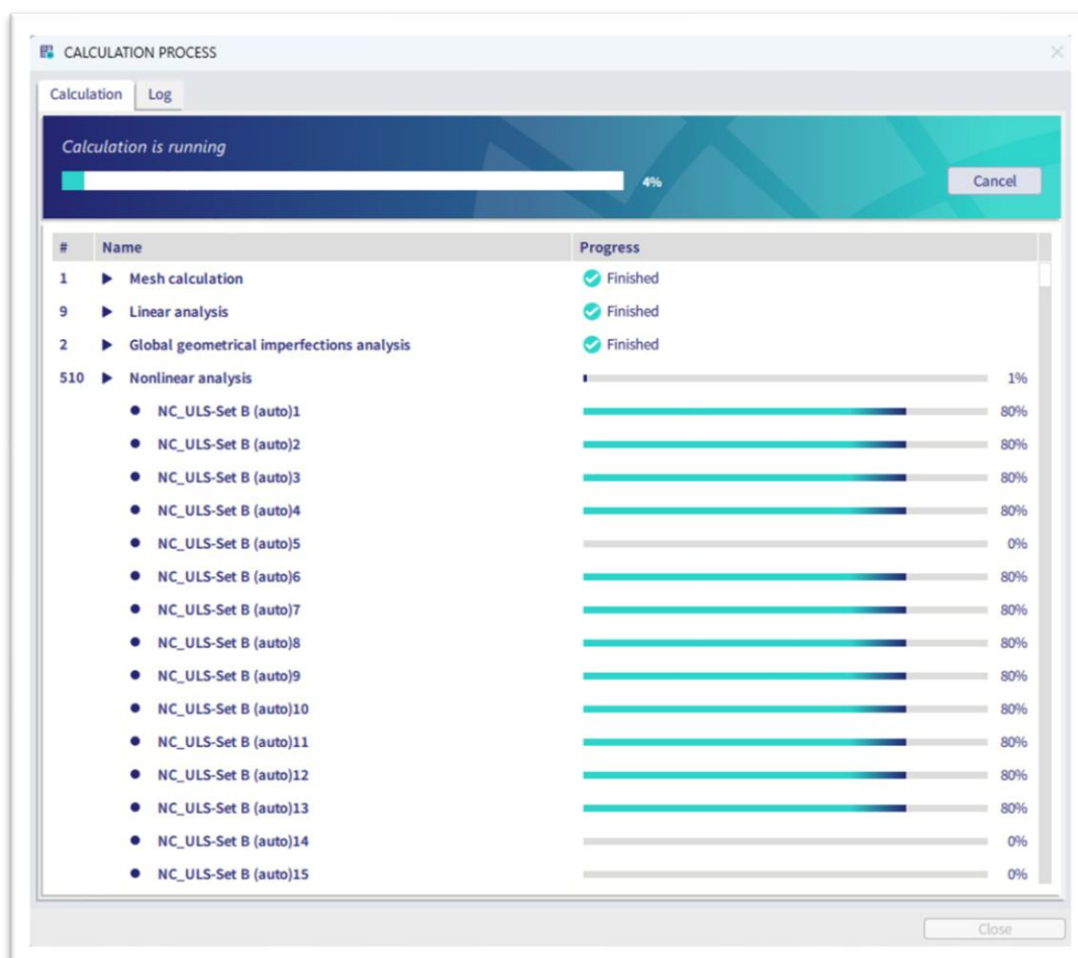 CALCULATION PROCESS
Calculation Log
Calculation is running
4% Cancel
# Name Progress
1 Mesh calculation Finished
9 Linear analysis Finished
2 Global geometrical imperfections analysis Finished
510 Nonlinear analysis 1%
NC_ULS-Set B (auto)1 80%
NC_ULS-Set B (auto)2 80%
NC_ULS-Set B (auto)3 80%
NC_ULS-Set B (auto)4 80%
NC_ULS-Set B (auto)5 0%
NC_ULS-Set B (auto)6 80%
NC_ULS-Set B (auto)7 80%
NC_ULS-Set B (auto)8 80%
NC_ULS-Set B (auto)9 80%
NC_ULS-Set B (auto)10 80%
NC_ULS-Set B (auto)11 80%
NC_ULS-Set B (auto)12 80%
NC_ULS-Set B (auto)13 80%
NC_ULS-Set B (auto)14 0%
NC_ULS-Set B (auto)15 0%
Close